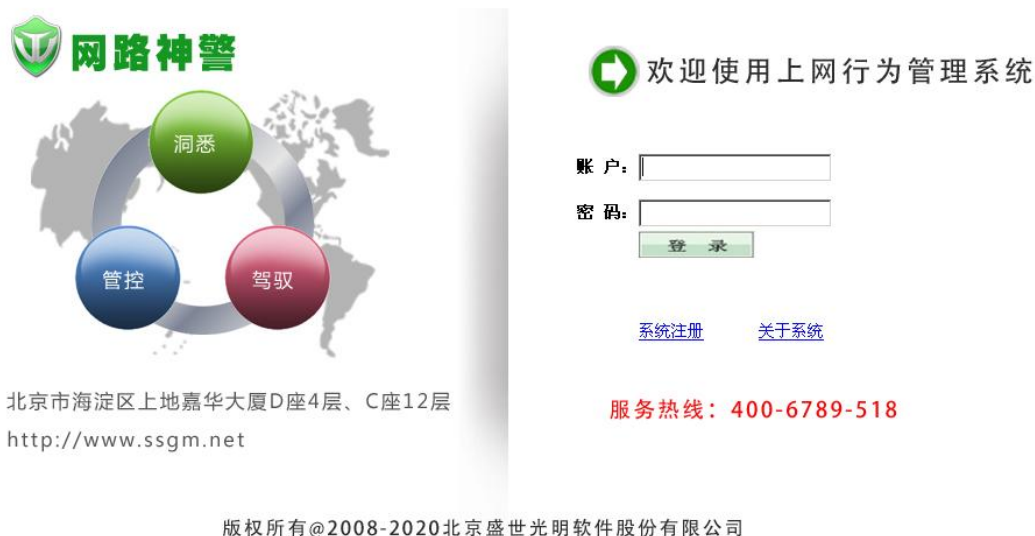 网路神警
欢迎使用上网行为管理系统
洞悉
管控
驾驭
账 户:
密 码:
登 录
系统注册
关于系统
北京市海淀区上地嘉华大厦D座4层、C座12层
http://www.ssgm.net
服务热线：400-6789-518
版权所有@2008-2020北京盛世光明软件股份有限公司